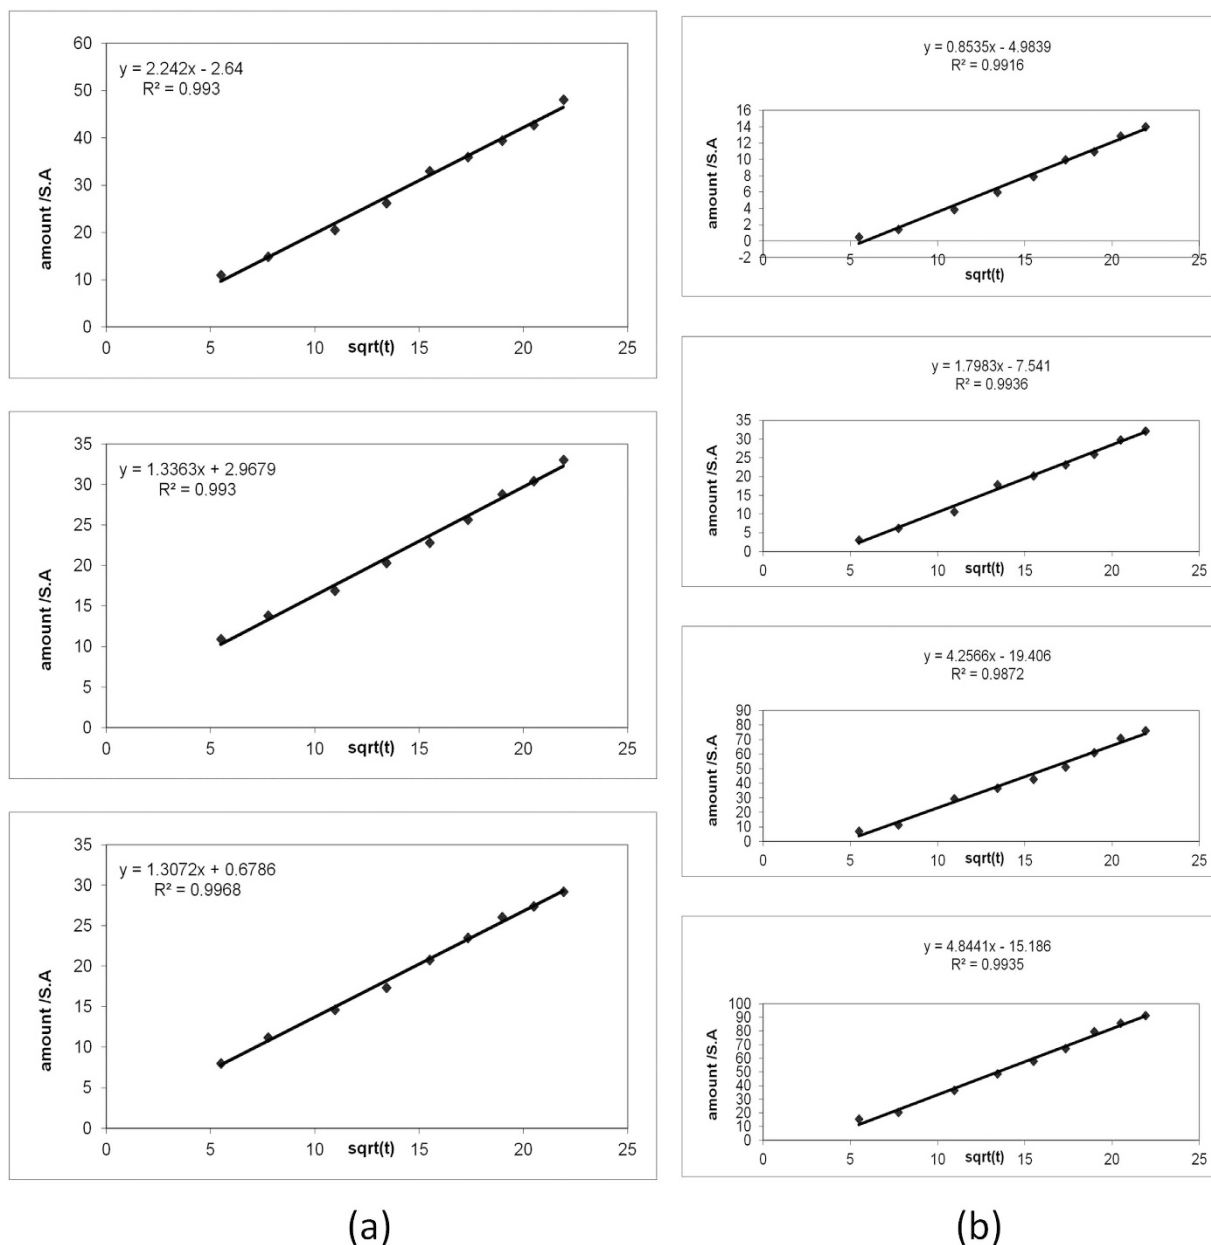 y = 2.242x - 2.64
R² = 0.993
60
50
40
30
20
10
0
0 5 10 15 20 25
amount /S.A
sqrt(t)
y = 1.3363x + 2.9679
R² = 0.993
35
30
25
20
15
10
5
0
0 5 10 15 20 25
amount /S.A
sqrt(t)
y = 1.3072x + 0.6786
R² = 0.9968
35
30
25
20
15
10
5
0
0 5 10 15 20 25
amount /S.A
sqrt(t)
(a)
y = 0.8535x - 4.9839
R² = 0.9916
16
14
12
10
8
6
4
2
0
-2
0 5 10 15 20 25
amount /S.A
sqrt(t)
y = 1.7983x - 7.541
R² = 0.9936
35
30
25
20
15
10
5
0
0 5 10 15 20 25
amount /S.A
sqrt(t)
y = 4.2566x - 19.406
R² = 0.9872
90
80
70
60
50
40
30
20
10
0
0 5 10 15 20 25
amount /S.A
sqrt(t)
y = 4.8441x - 15.186
R² = 0.9935
100
90
80
70
60
50
40
30
20
10
0
0 5 10 15 20 25
amount /S.A
sqrt(t)
(b)